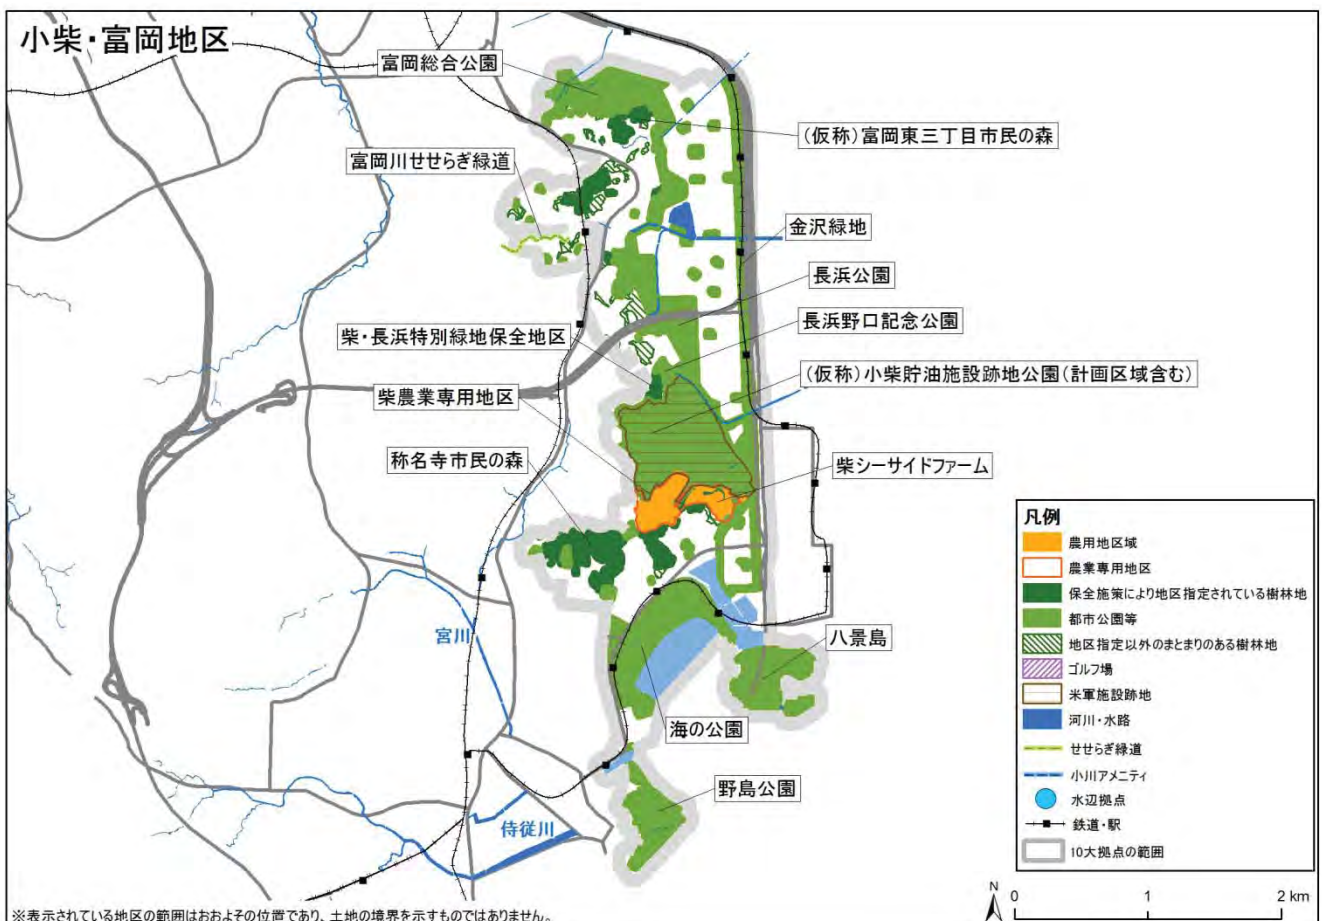 小柴・富岡地区
富岡総合公園
(仮称)富岡東三丁目市民の森
富岡川せせらぎ緑道
金沢緑地
長浜公園
長浜野口記念公園
柴・長浜特別緑地保全地区
(仮称)小柴貯油施設跡地公園(計画区域含む)
柴農業専用地区
称名寺市民の森
柴シーサイドファーム
宮川
八景島
海の公園
野島公園
侍従川
凡例
農用地区域
農業専用地区
保全施策により地区指定されている樹林地
都市公園等
地区指定以外のまとまりのある樹林地
ゴルフ場
米軍施設跡地
河川・水路
せせらぎ緑道
小川アメニティ
水辺拠点
鉄道・駅
10大拠点の範囲
N
0 1 2 km
※表示されている地区の範囲はおおよその位置であり、土地の境界を示すものではありません。